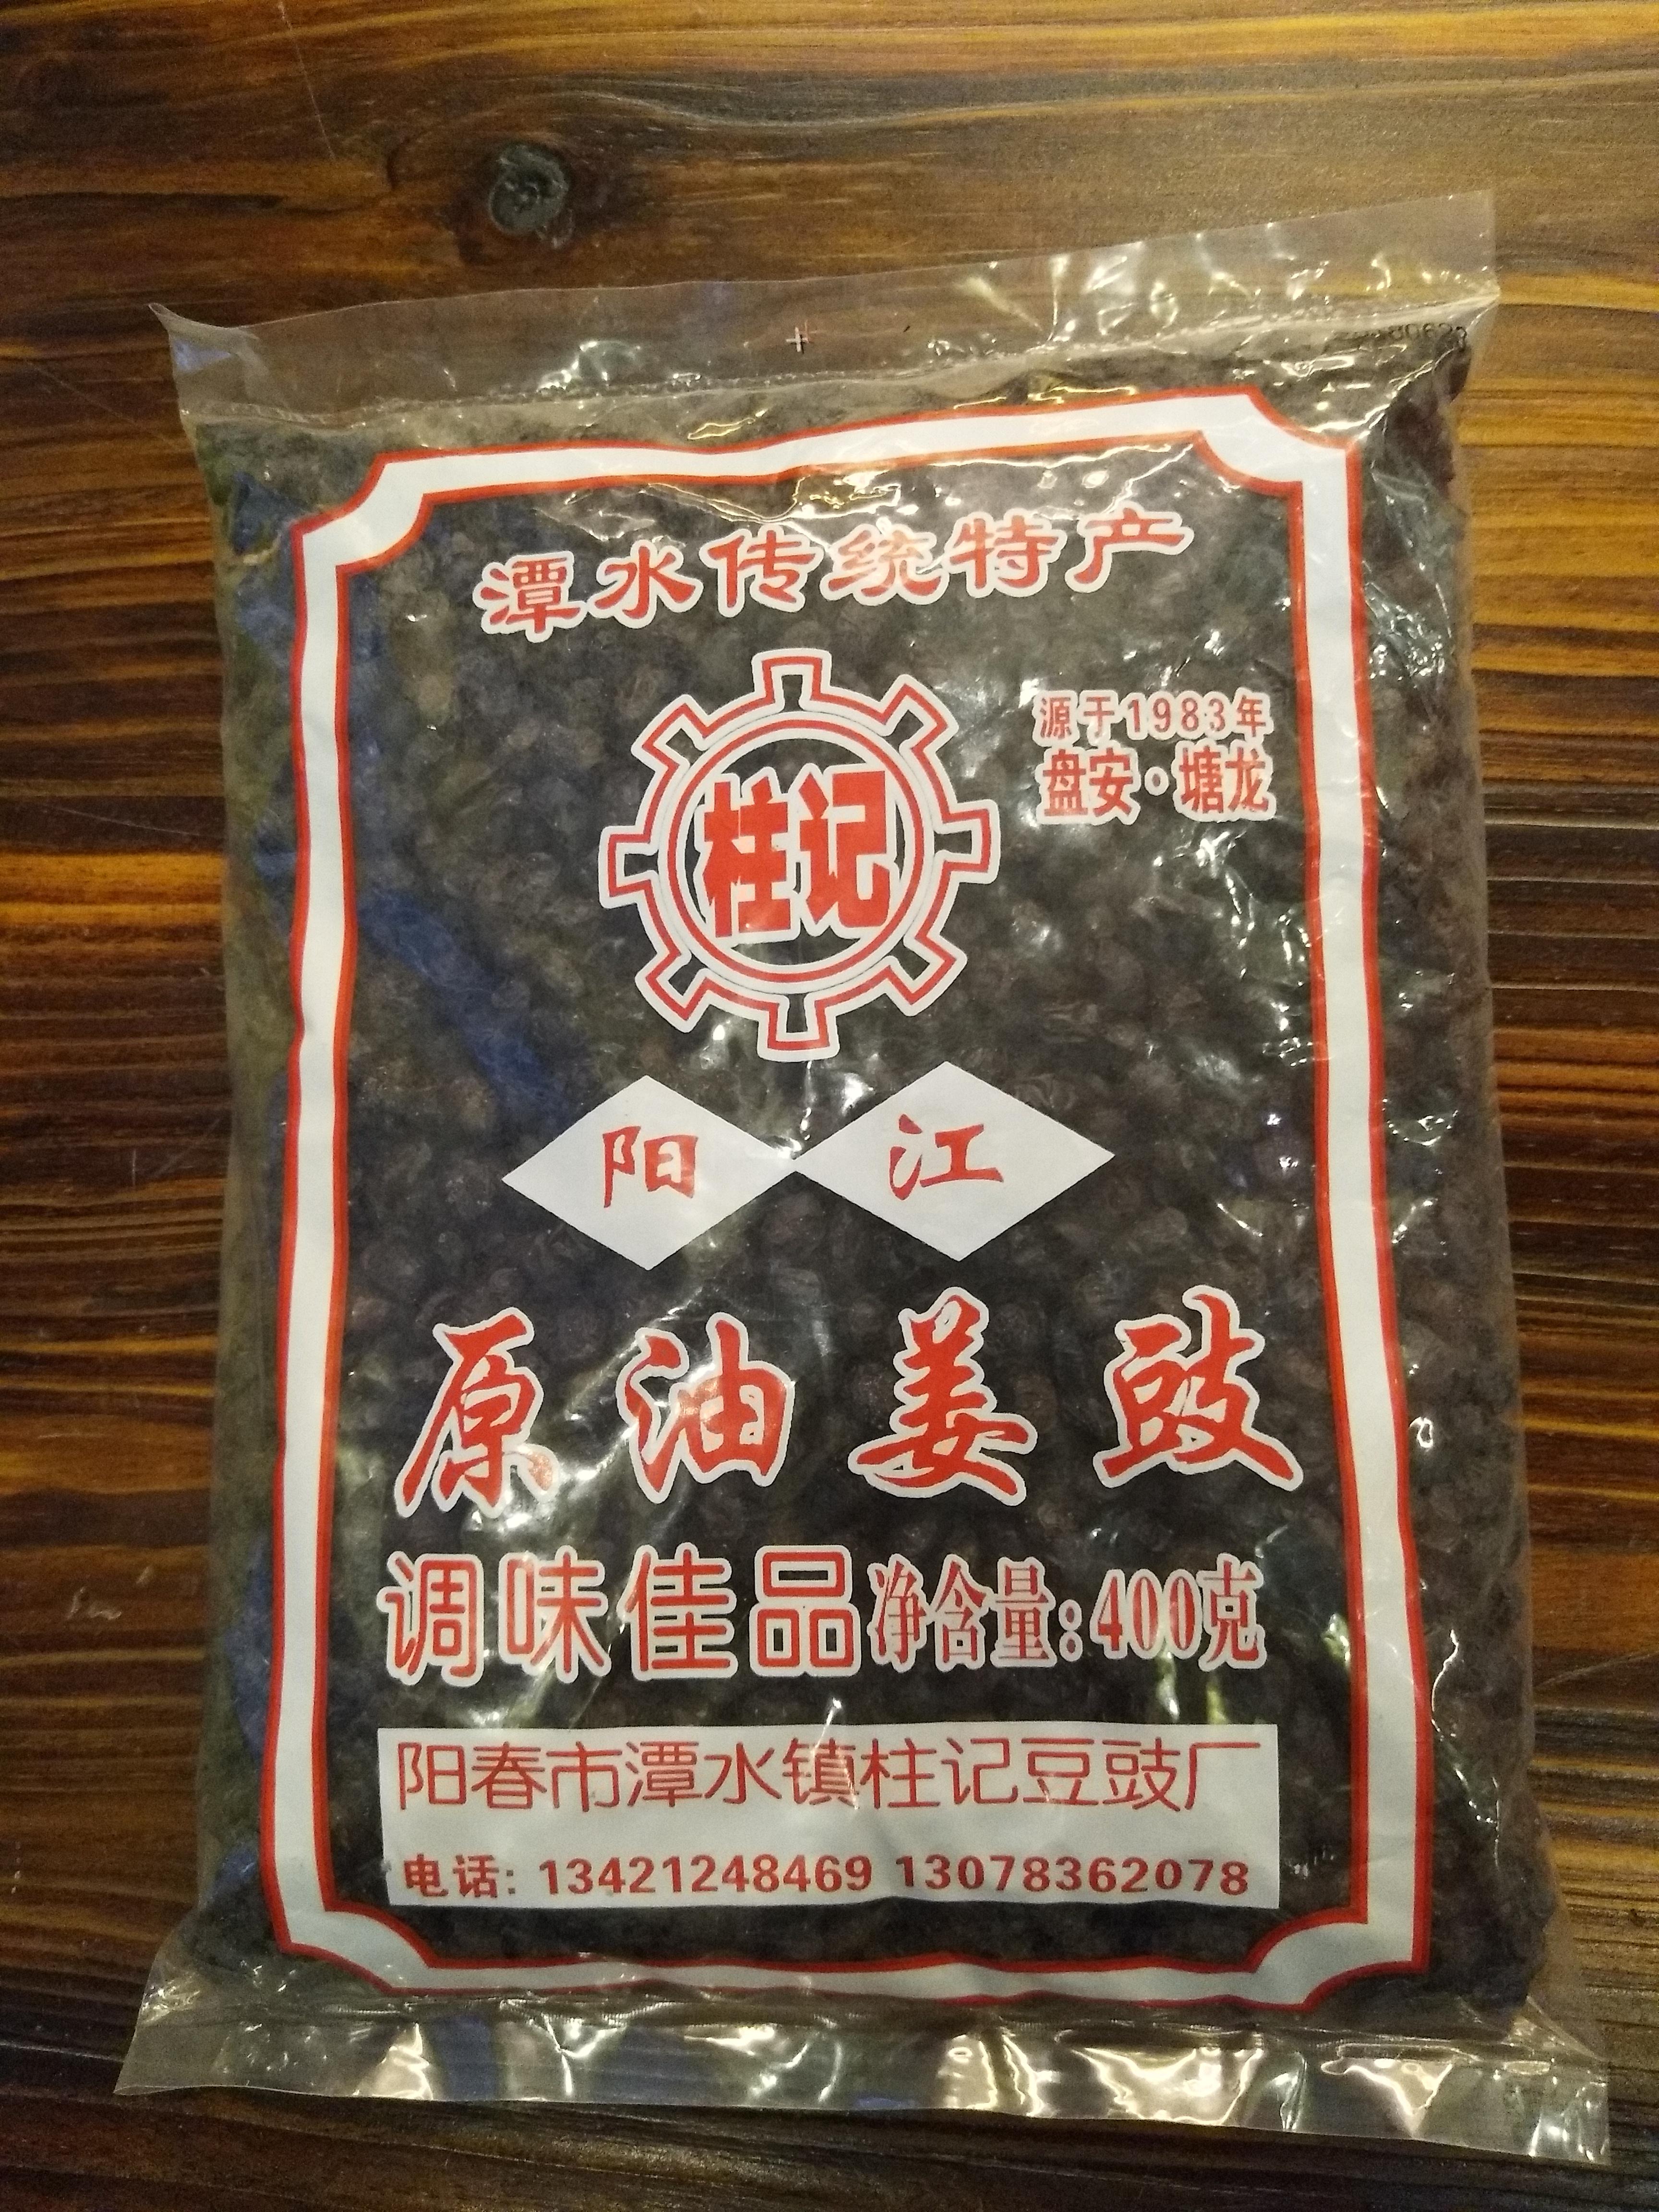 潭水传统特产
源于1983年
盘安·塘龙
柱记
阳江
原油姜豉
调味佳品净含量:400克
阳春市潭水镇柱记豆豉厂
电话: 13421248469 13078362078